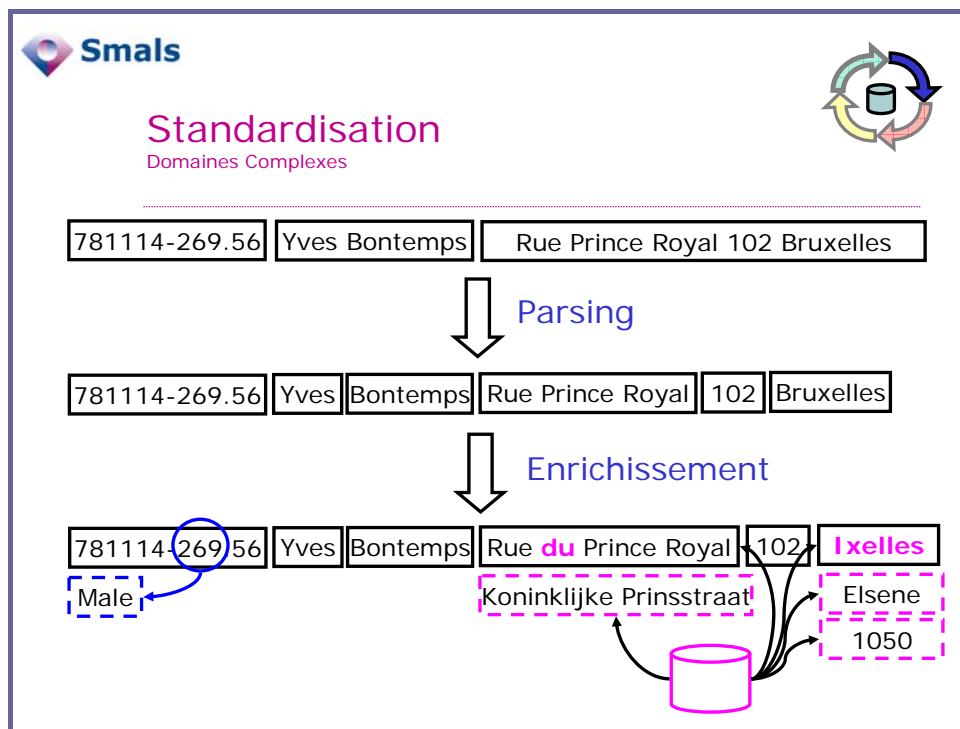 Smals
Standardisation
Domaines Complexes
781114-269.56 Yves Bontemps Rue Prince Royal 102 Bruxelles
Parsing
781114-269.56 Yves Bontemps Rue Prince Royal 102 Bruxelles
Enrichissement
781114-269.56 Yves Bontemps Rue du Prince Royal 102 Ixelles
Male Koninklijke Prinsstraat Elsene
1050